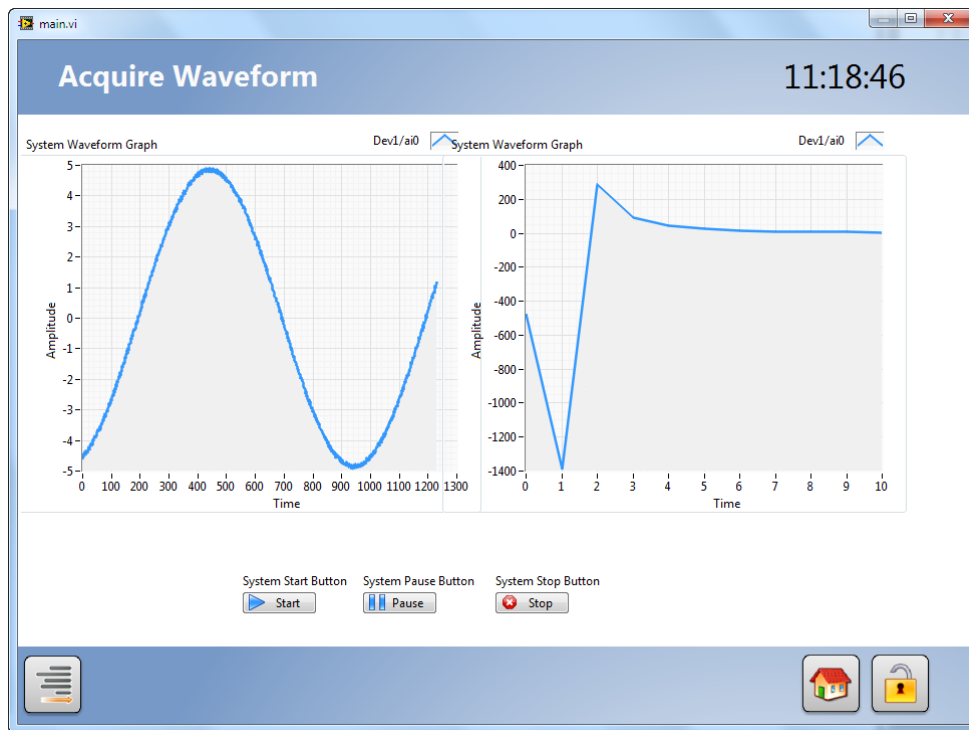 main.vi
Acquire Waveform
11:18:46
System Waveform Graph
Dev1/ai0
5
4
3
2
1
0
-1
-2
-3
-4
-5
Amplitude
0 100 200 300 400 500 600 700 800 900 1000 1100 1200 1300
Time
System Waveform Graph
Dev1/ai0
400
200
0
-200
-400
-600
-800
-1000
-1200
-1400
Amplitude
0 1 2 3 4 5 6 7 8 9 10
Time
System Start Button
Start
System Pause Button
Pause
System Stop Button
Stop